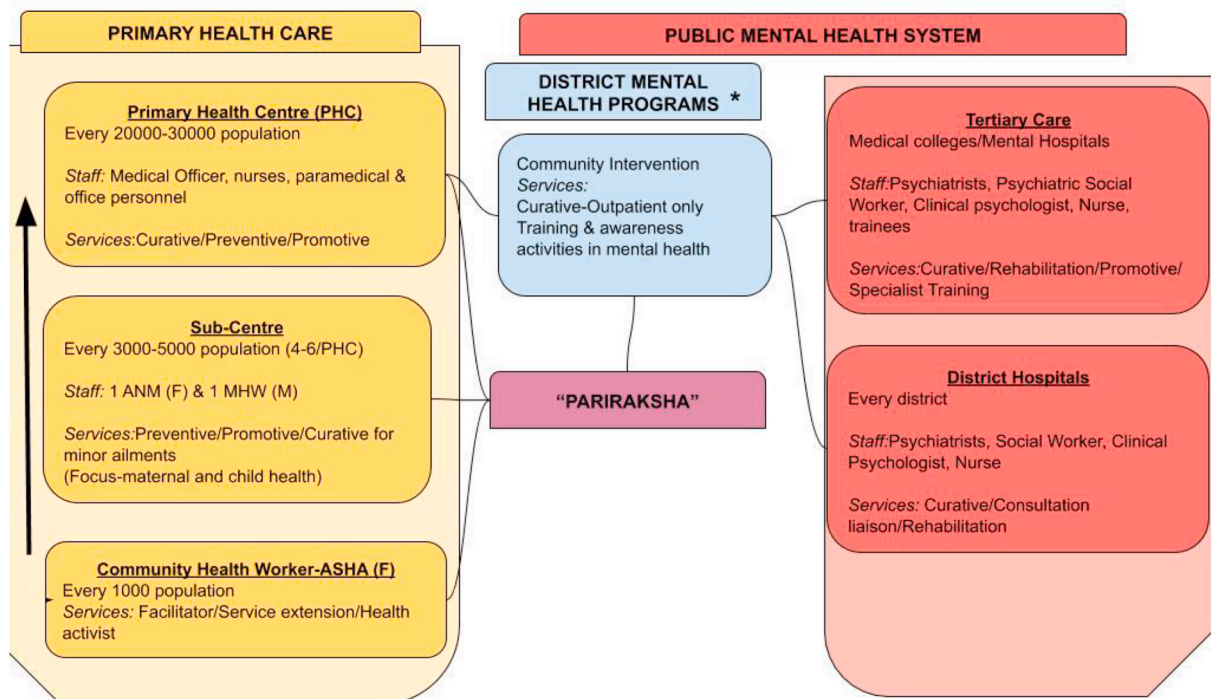 PRIMARY HEALTH CARE
Primary Health Centre (PHC)
Every 20000-30000 population
Staff: Medical Officer, nurses, paramedical &
office personnel
Services:Curative/Preventive/Promotive
Sub-Centre
Every 3000-5000 population (4-6/PHC)
Staff: 1 ANM (F) & 1 MHW (M)
Services:Preventive/Promotive/Curative for
minor ailments
(Focus-maternal and child health)
Community Health Worker-ASHA (F)
Every 1000 population
Services: Facilitator/Service extension/Health
activist
PUBLIC MENTAL HEALTH SYSTEM
DISTRICT MENTAL
HEALTH PROGRAMS *
Community Intervention
Services:
Curative-Outpatient only
Training & awareness
activities in mental health
"PARIRAKSHA"
Tertiary Care
Medical colleges/Mental Hospitals
Staff:Psychiatrists, Psychiatric Social
Worker, Clinical psychologist, Nurse,
trainees
Services:Curative/Rehabilitation/Promotive/
Specialist Training
District Hospitals
Every district
Staff:Psychiatrists, Social Worker, Clinical
Psychologist, Nurse
Services: Curative/Consultation
liaison/Rehabilitation